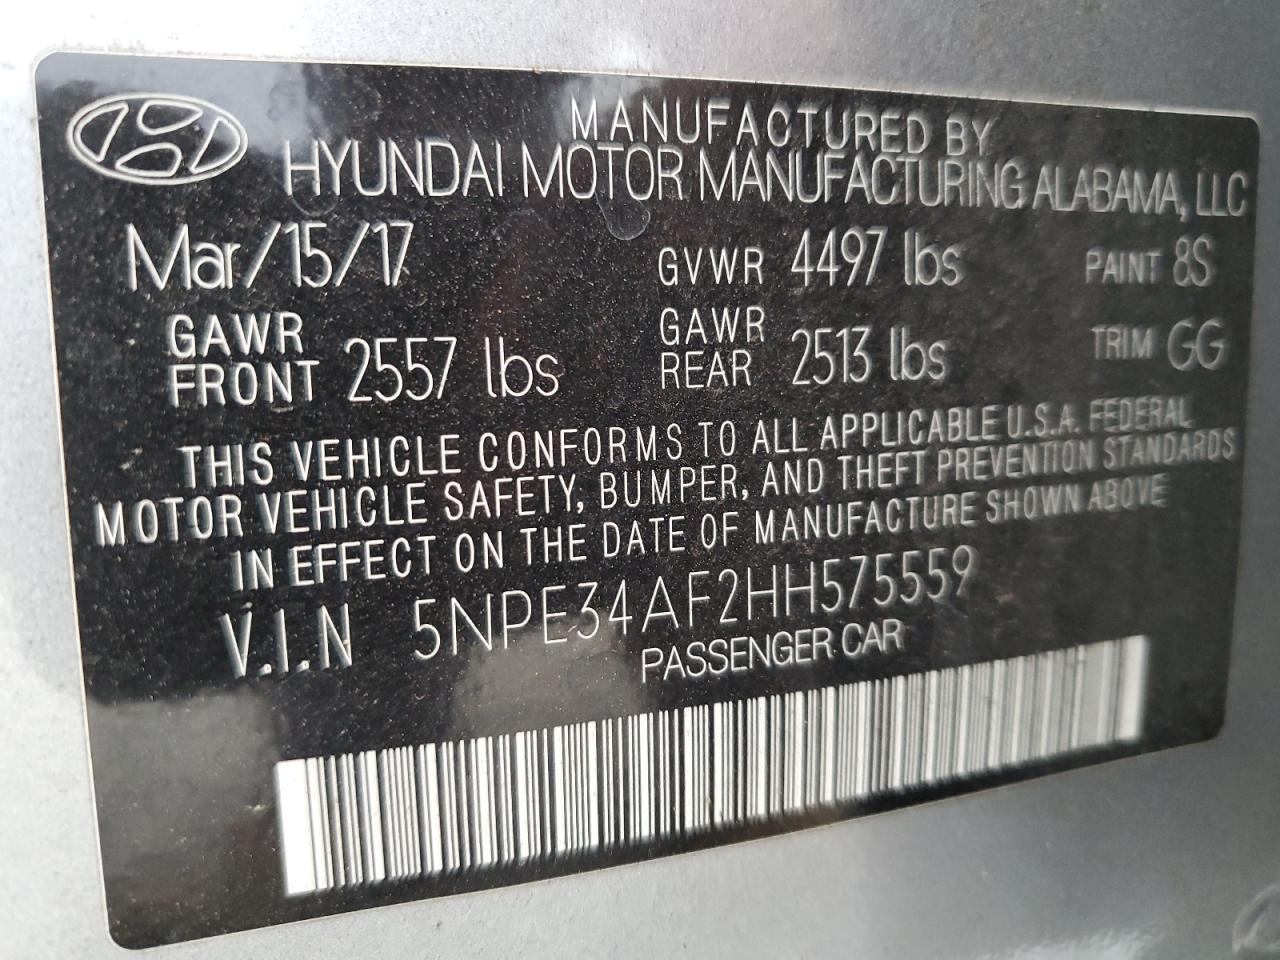 MANUFACTURED BY
HYUNDAI MOTOR MANUFACTURING ALABAMA, LLC
Mar/15/17 GVWR 4497 lbs PAINT 8S
GAWR FRONT 2557 lbs GAWR REAR 2513 lbs TRIM GG
THIS VEHICLE CONFORMS TO ALL APPLICABLE U.S.A. FEDERAL
MOTOR VEHICLE SAFETY, BUMPER, AND THEFT PREVENTION STANDARDS
IN EFFECT ON THE DATE OF MANUFACTURE SHOWN ABOVE
V.I.N 5NPE34AF2HH575559
PASSENGER CAR